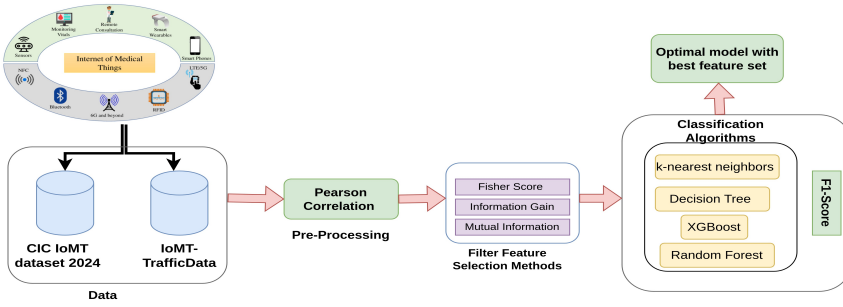 Monitoring
Vitals
Remote
Consultation
Smart
Wearables
Sensors
Smart Phones
Internet of Medical
Things
NFC
LTE/5G
Bluetooth
6G and beyond
RFID
CIC IoMT
dataset 2024
IoMT-
TrafficData
Data
Pearson
Correlation
Pre-Processing
Fisher Score
Information Gain
Mutual Information
Filter Feature
Selection Methods
Optimal model with
best feature set
Classification
Algorithms
k-nearest neighbors
Decision Tree
XGBoost
Random Forest
F1-Score